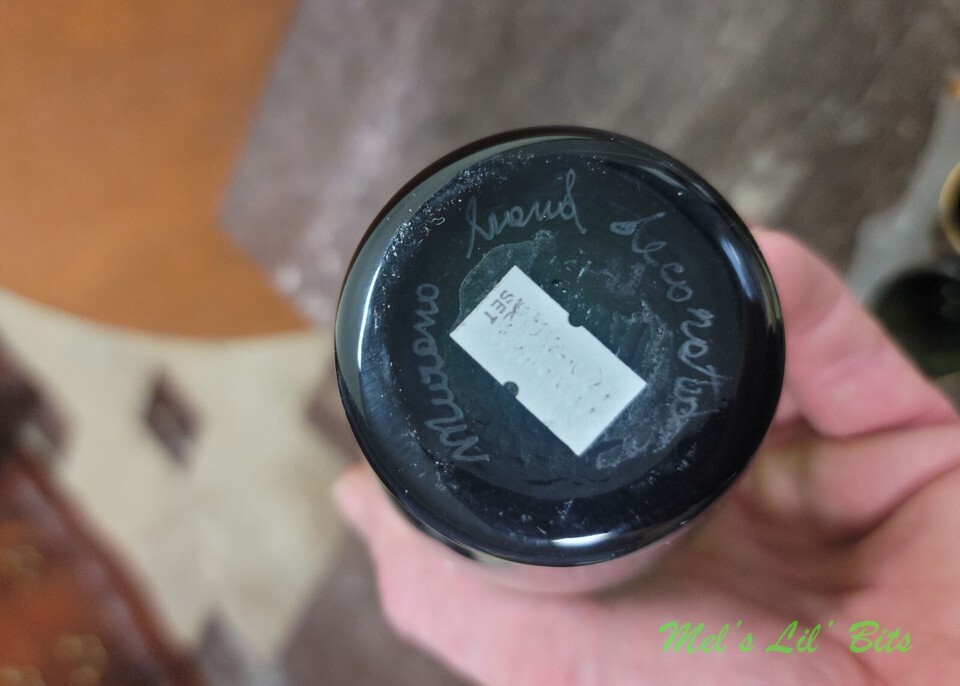 Murano hand decorated
SET
Mel's Lil' Bits